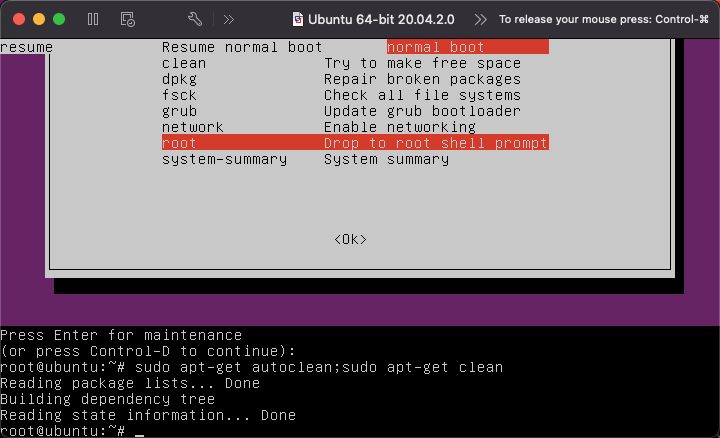 Ubuntu 64-bit 20.04.2.0 To release your mouse press: Control-⌘
resume Resume normal boot normal boot
clean Try to make free space
dpkg Repair broken packages
fsck Check all file systems
grub Update grub bootloader
network Enable networking
root Drop to root shell prompt
system-summary System summary
<Ok>
Press Enter for maintenance
(or press Control-D to continue):
root@ubuntu:~# sudo apt-get autoclean;sudo apt-get clean
Reading package lists... Done
Building dependency tree
Reading state information... Done
root@ubuntu:~# _